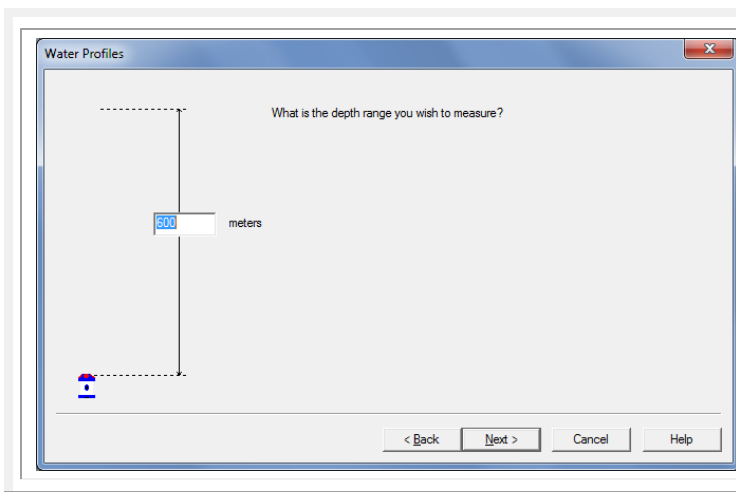 Water Profiles
What is the depth range you wish to measure?
600 meters
< Back Next > Cancel Help